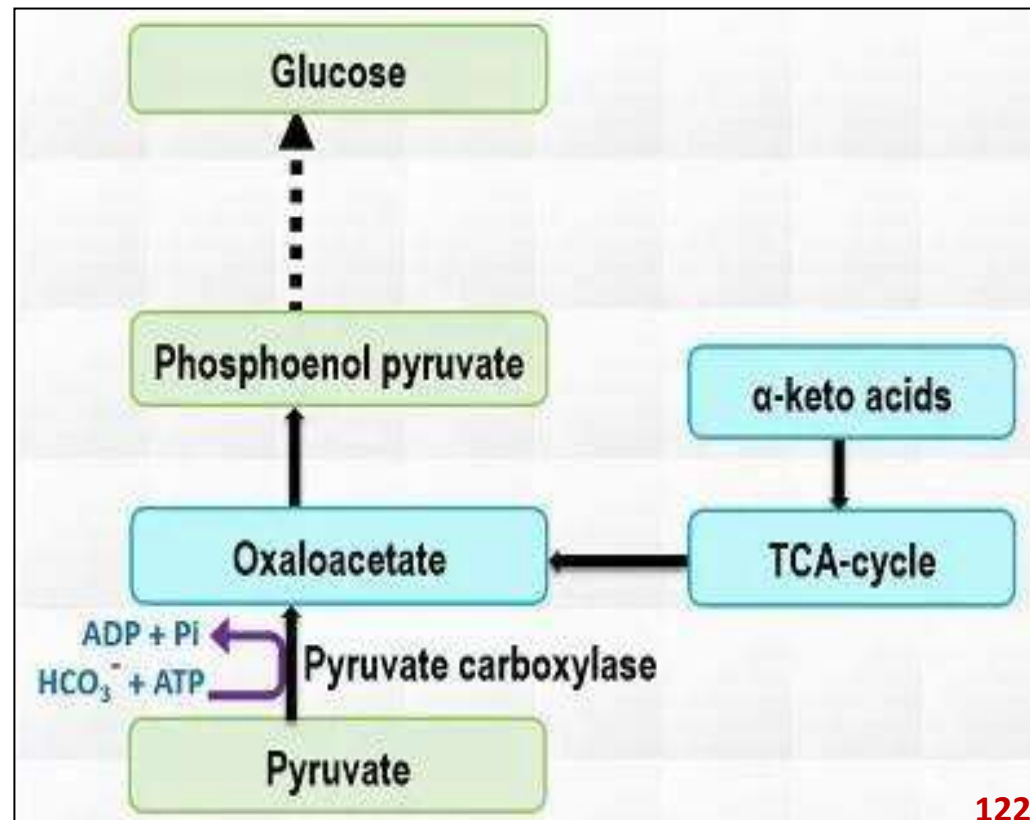 Glucose
Phosphoenol pyruvate
α-keto acids
Oxaloacetate
TCA-cycle
ADP + Pi
HCO₃⁻ + ATP
Pyruvate carboxylase
Pyruvate
122